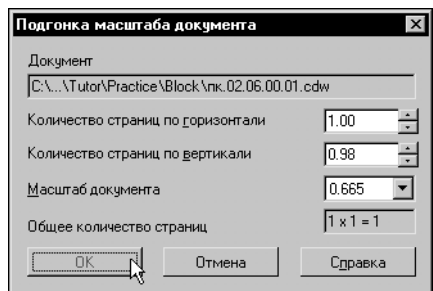 Подгонка масштаба документа
Документ
C:\...\Tutor\Practice\Block\пк.02.06.00.01.cdw
Количество страниц по горизонтали 1.00
Количество страниц по вертикали 0.98
Масштаб документа 0.665
Общее количество страниц 1 x 1 = 1
OK Отмена Справка